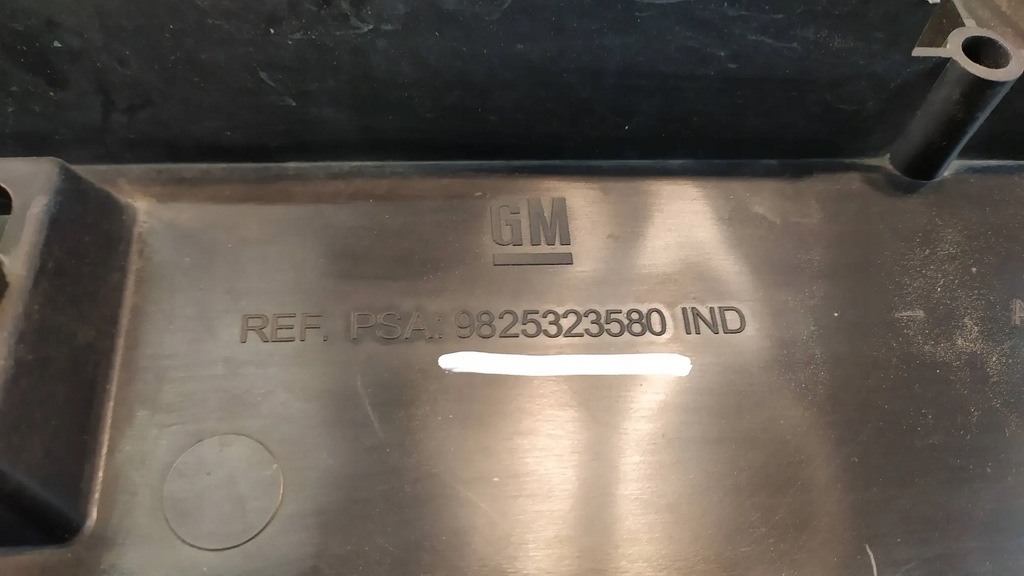 GM
REF. PSA: 9825323580 IND